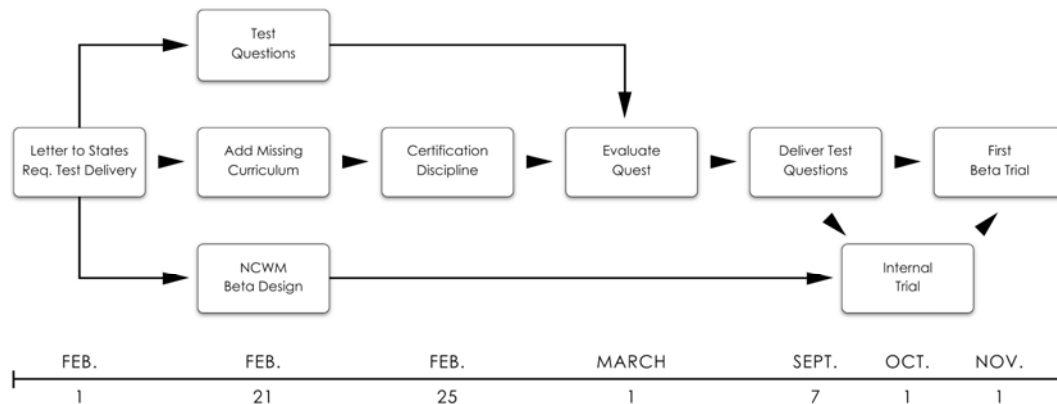 Test
Questions
Letter to States
Req. Test Delivery
Add Missing
Curriculum
Certification
Discipline
Evaluate
Quest
Deliver Test
Questions
First
Beta Trial
NCWM
Beta Design
Internal
Trial
FEB. FEB. FEB. MARCH SEPT. OCT. NOV.
1 21 25 1 7 1 1